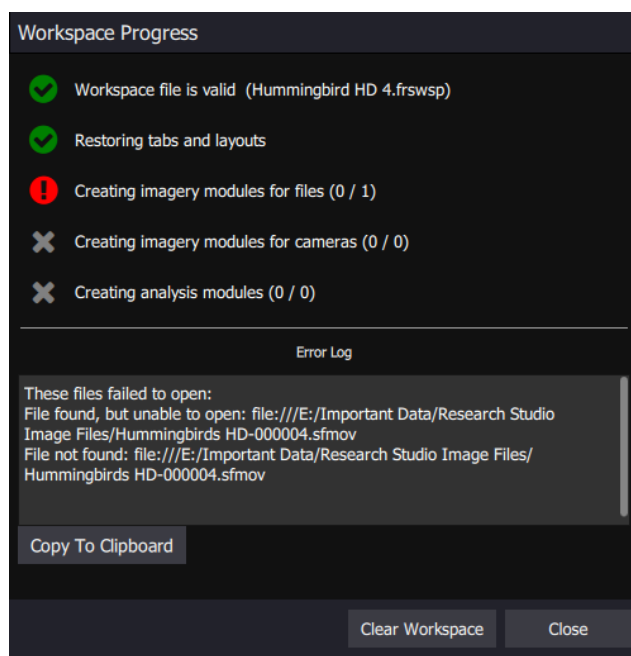 Workspace Progress
Workspace file is valid  (Hummingbird HD 4.frswsp)
Restoring tabs and layouts
Creating imagery modules for files (0 / 1)
Creating imagery modules for cameras (0 / 0)
Creating analysis modules (0 / 0)
Error Log
These files failed to open:
File found, but unable to open: file:///E:/Important Data/Research Studio
Image Files/Hummingbirds HD-000004.sfmov
File not found: file:///E:/Important Data/Research Studio Image Files/
Hummingbirds HD-000004.sfmov
Copy To Clipboard
Clear Workspace
Close